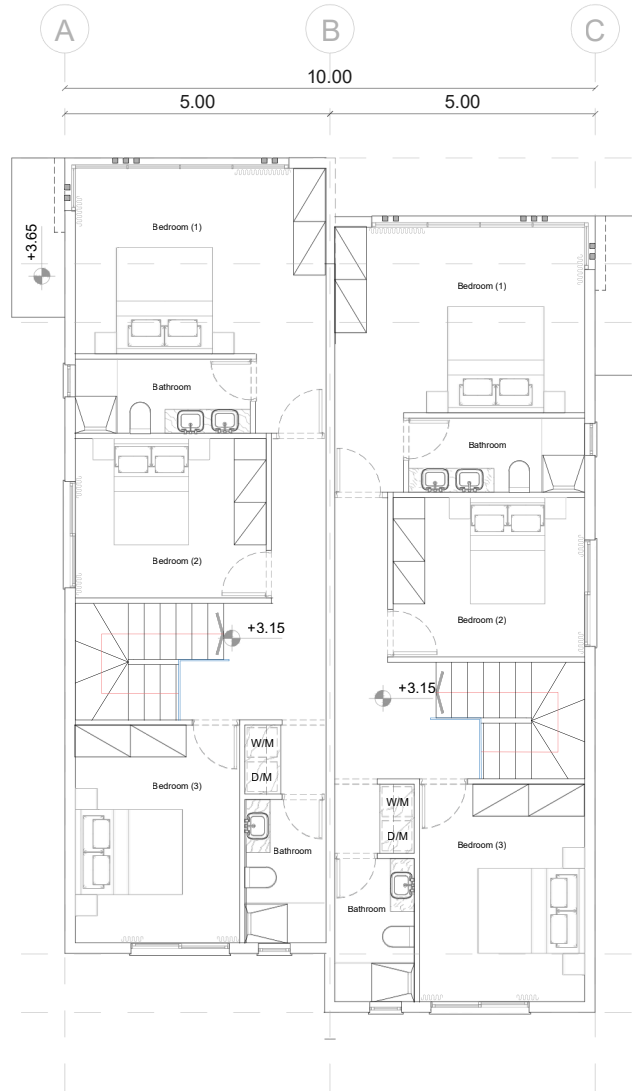 A
B
C
10.00
5.00
5.00
+3.65
Bedroom (1)
Bedroom (1)
Bathroom
Bathroom
Bedroom (2)
Bedroom (2)
+3.15
+3.15
W/M
D/M
Bedroom (3)
W/M
D/M
Bedroom (3)
Bathroom
Bathroom